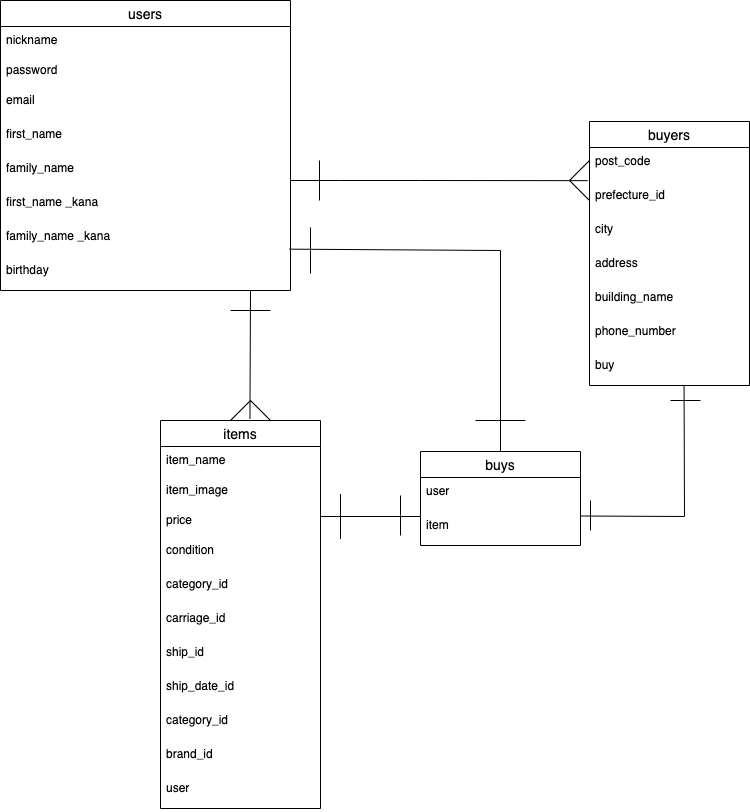 users
nickname
password
email
first_name
family_name
first_name _kana
family_name _kana
birthday
buyers
post_code
prefecture_id
city
address
building_name
phone_number
buy
items
item_name
item_image
price
condition
category_id
carriage_id
ship_id
ship_date_id
category_id
brand_id
user
buys
user
item